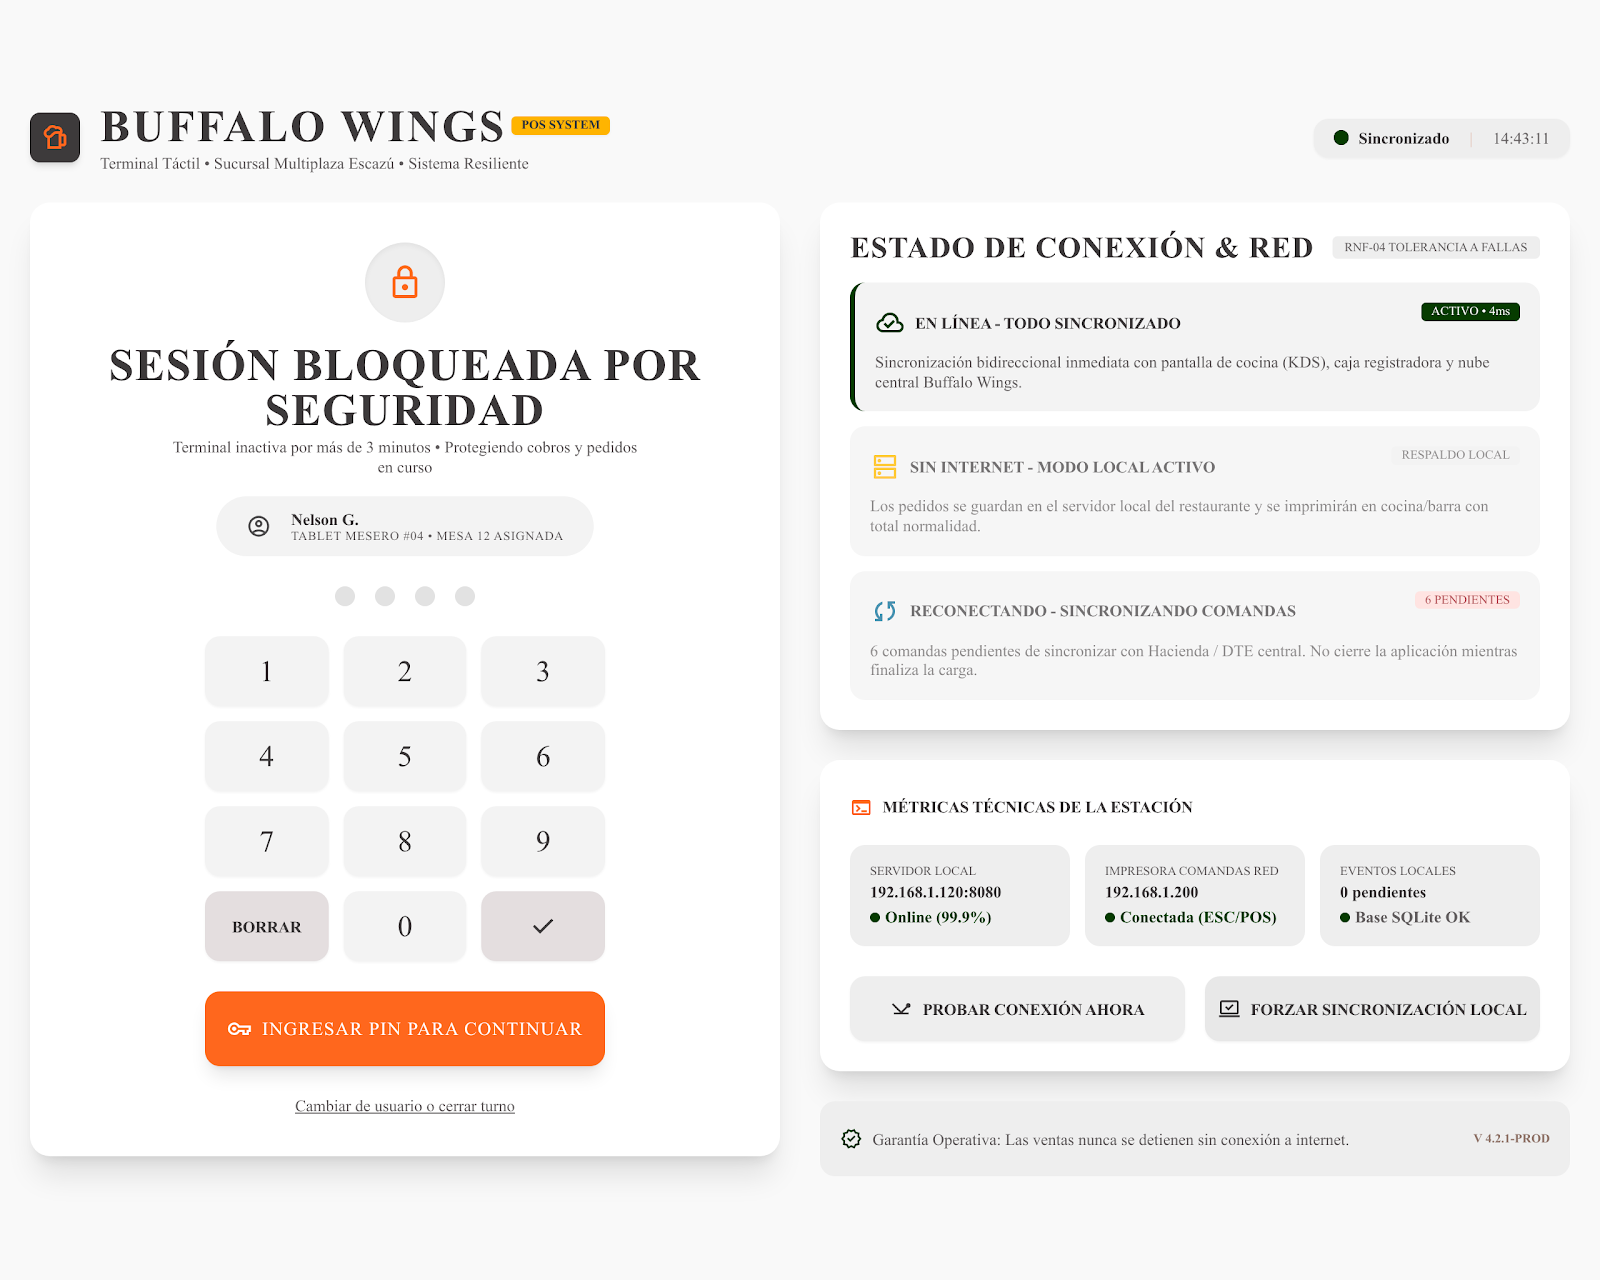 BUFFALO WINGS POS SYSTEM
Terminal Táctil • Sucursal Multiplaza Escazú • Sistema Resiliente
Sincronizado | 14:43:11
SESIÓN BLOQUEADA POR
SEGURIDAD
Terminal inactiva por más de 3 minutos • Protegiendo cobros y pedidos
en curso
Nelson G.
TABLET MESERO #04 • MESA 12 ASIGNADA
1 2 3
4 5 6
7 8 9
BORRAR 0
INGRESAR PIN PARA CONTINUAR
Cambiar de usuario o cerrar turno
ESTADO DE CONEXIÓN & RED RNF-04 TOLERANCIA A FALLAS
EN LÍNEA - TODO SINCRONIZADO ACTIVO • 4ms
Sincronización bidireccional inmediata con pantalla de cocina (KDS), caja registradora y nube
central Buffalo Wings.
SIN INTERNET - MODO LOCAL ACTIVO RESPALDO LOCAL
Los pedidos se guardan en el servidor local del restaurante y se imprimirán en cocina/barra con
total normalidad.
RECONECTANDO - SINCRONIZANDO COMANDAS 6 PENDIENTES
6 comandas pendientes de sincronizar con Hacienda / DTE central. No cierre la aplicación mientras
finaliza la carga.
MÉTRICAS TÉCNICAS DE LA ESTACIÓN
SERVIDOR LOCAL
192.168.1.120:8080
Online (99.9%)
IMPRESORA COMANDAS RED
192.168.1.200
Conectada (ESC/POS)
EVENTOS LOCALES
0 pendientes
Base SQLite OK
PROBAR CONEXIÓN AHORA
FORZAR SINCRONIZACIÓN LOCAL
Garantía Operativa: Las ventas nunca se detienen sin conexión a internet.
V 4.2.1-PROD